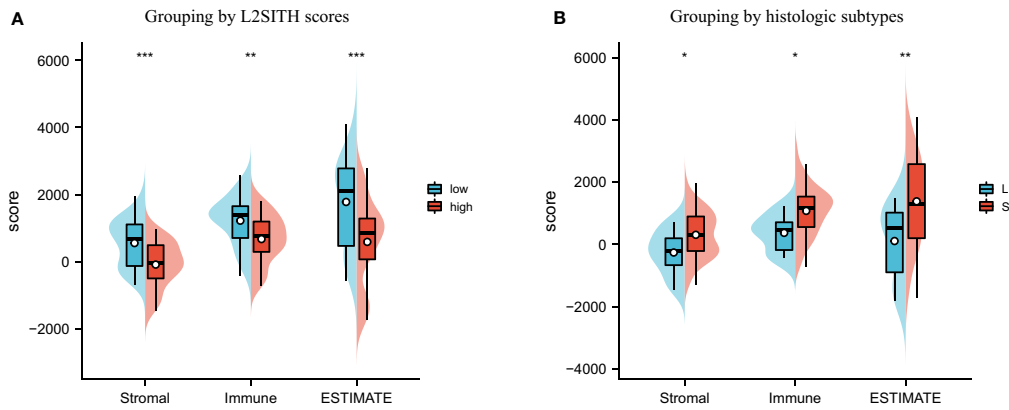 A
Grouping by L2SITH scores
score
6000
4000
2000
0
−2000
***
**
***
Stromal
Immune
ESTIMATE
low
high
B
Grouping by histologic subtypes
score
6000
4000
2000
0
−2000
−4000
*
*
**
Stromal
Immune
ESTIMATE
L
S